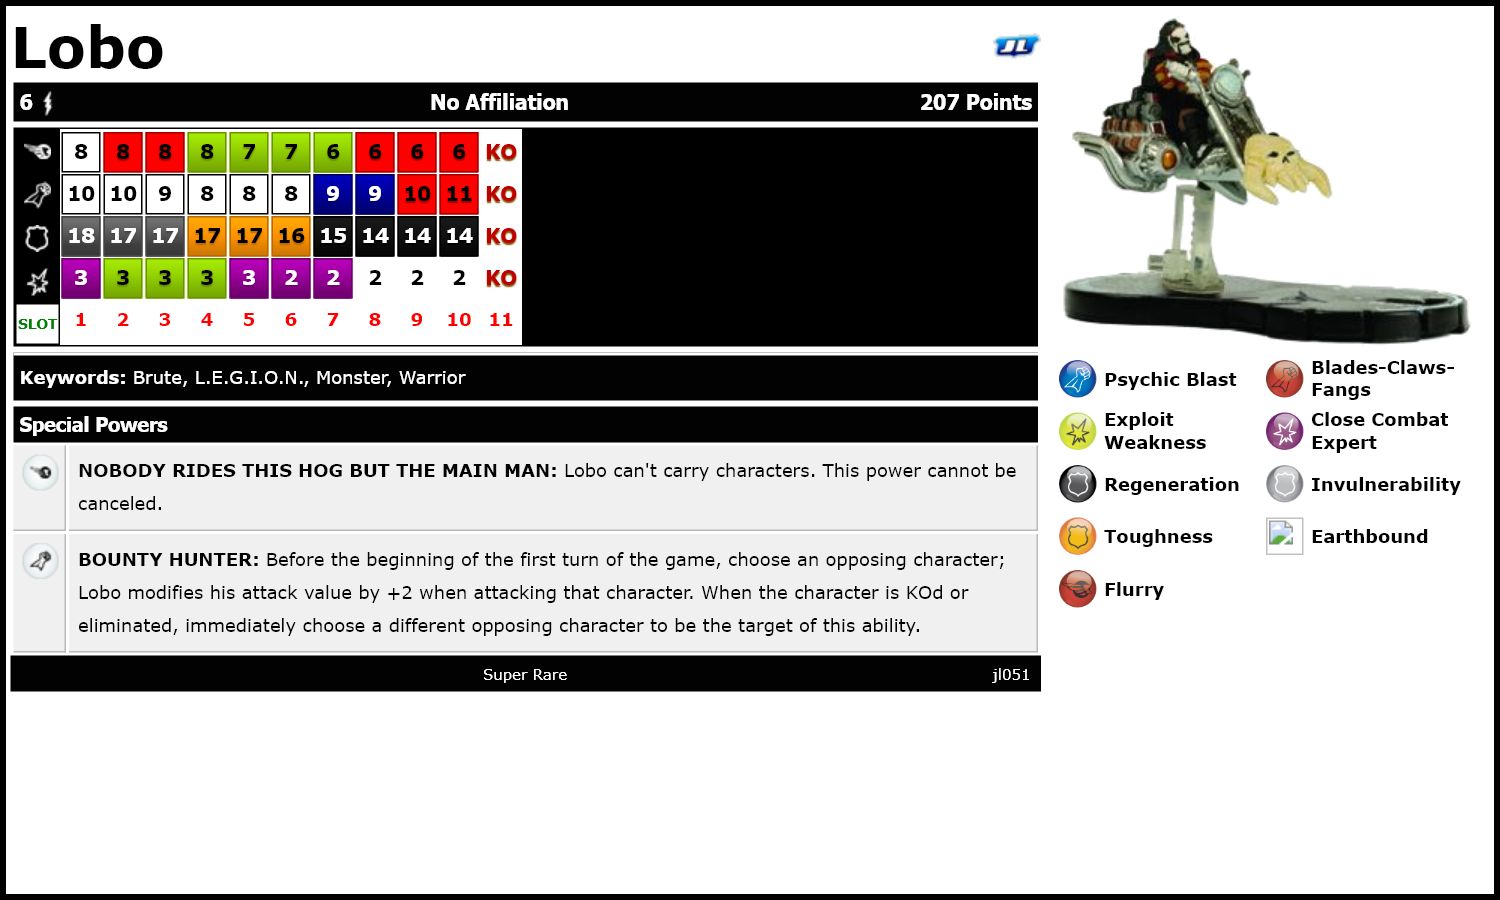 Lobo
JL
6 No Affiliation 207 Points
8 8 8 8 7 7 6 6 6 6 KO
10 10 9 8 8 8 9 9 10 11 KO
18 17 17 17 17 16 15 14 14 14 KO
3 3 3 3 3 2 2 2 2 2 KO
SLOT 1 2 3 4 5 6 7 8 9 10 11
Keywords: Brute, L.E.G.I.O.N., Monster, Warrior
Special Powers
NOBODY RIDES THIS HOG BUT THE MAIN MAN: Lobo can't carry characters. This power cannot be
canceled.
BOUNTY HUNTER: Before the beginning of the first turn of the game, choose an opposing character;
Lobo modifies his attack value by +2 when attacking that character. When the character is KOd or
eliminated, immediately choose a different opposing character to be the target of this ability.
Super Rare jl051
Psychic Blast
Blades-Claws-
Fangs
Exploit
Weakness
Close Combat
Expert
Regeneration
Invulnerability
Toughness
Earthbound
Flurry